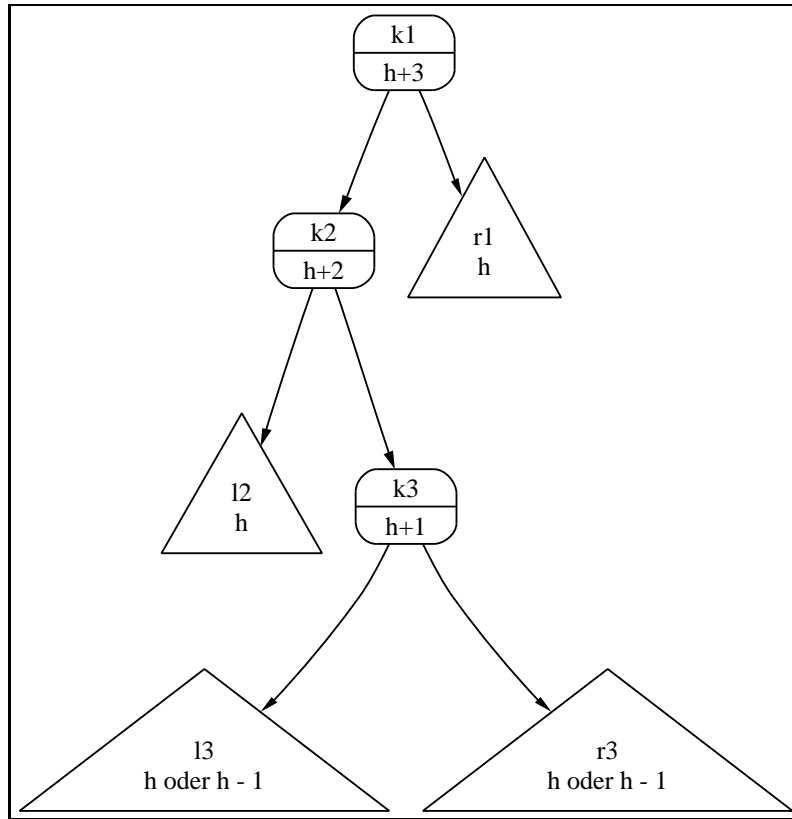 k1
h+3
k2
h+2
r1
h
l2
h
k3
h+1
l3
h oder h - 1
r3
h oder h - 1